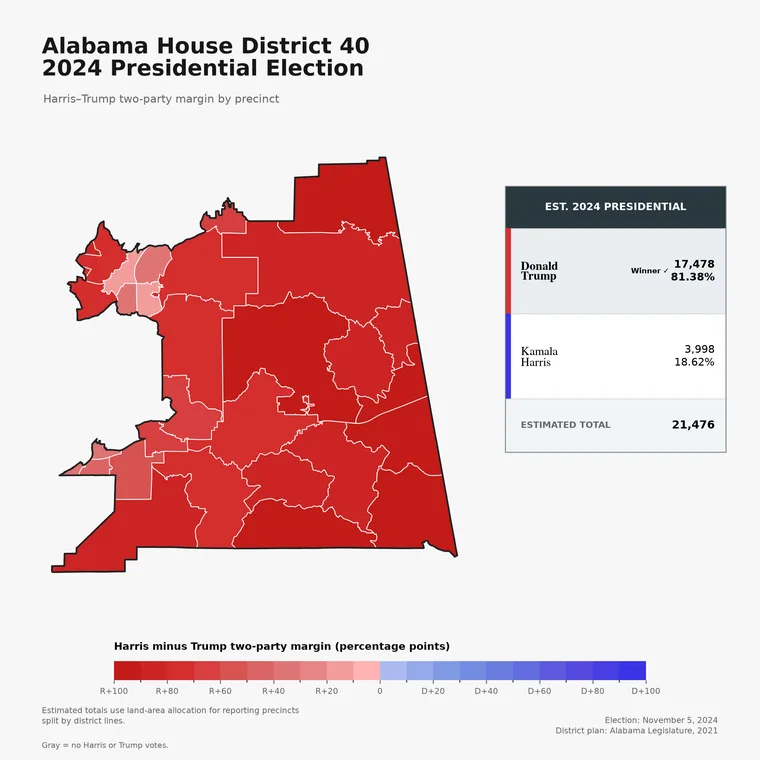 Alabama House District 40
2024 Presidential Election
Harris–Trump two-party margin by precinct
EST. 2024 PRESIDENTIAL
Donald
Trump
Winner ✓
17,478
81.38%
Kamala
Harris
3,998
18.62%
ESTIMATED TOTAL
21,476
Harris minus Trump two-party margin (percentage points)
R+100 R+80 R+60 R+40 R+20 0 D+20 D+40 D+60 D+80 D+100
Estimated totals use land-area allocation for reporting precincts
split by district lines.
Gray = no Harris or Trump votes.
Election: November 5, 2024
District plan: Alabama Legislature, 2021